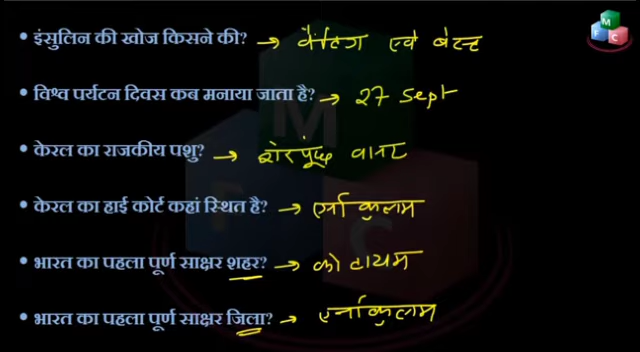 • इंसुलिन की खोज किसने की? → बैंटिग एवं बेस्ट
• विश्व पर्यटन दिवस कब मनाया जाता है? → 27 Sept
• केरल का राजकीय पशु? → शेरपूंछ वानर
• केरल का हाई कोर्ट कहां स्थित है? → एर्नाकुलम
• भारत का पहला पूर्ण साक्षर शहर? → कोटायम
• भारत का पहला पूर्ण साक्षर जिला? → एर्नाकुलम
M
F C